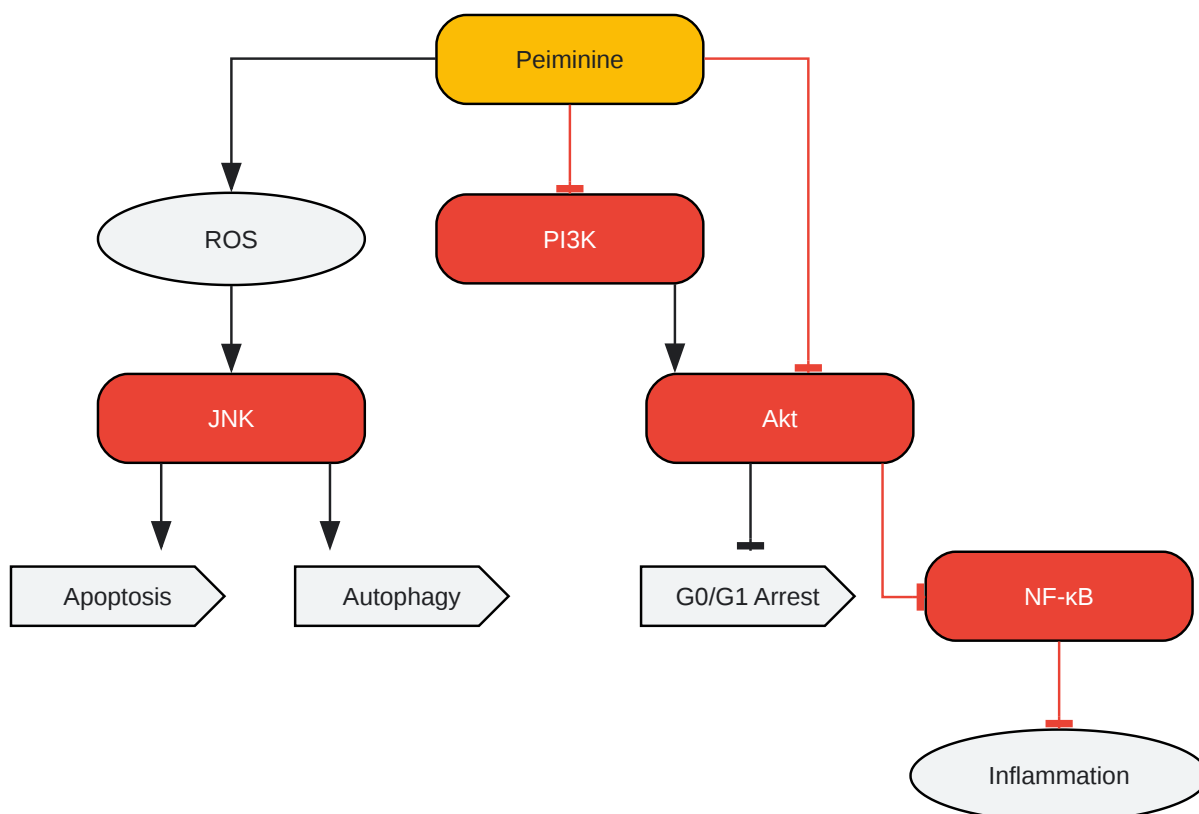 Peiminine
ROS
PI3K
JNK
Akt
Apoptosis
Autophagy
G0/G1 Arrest
NF-κB
Inflammation